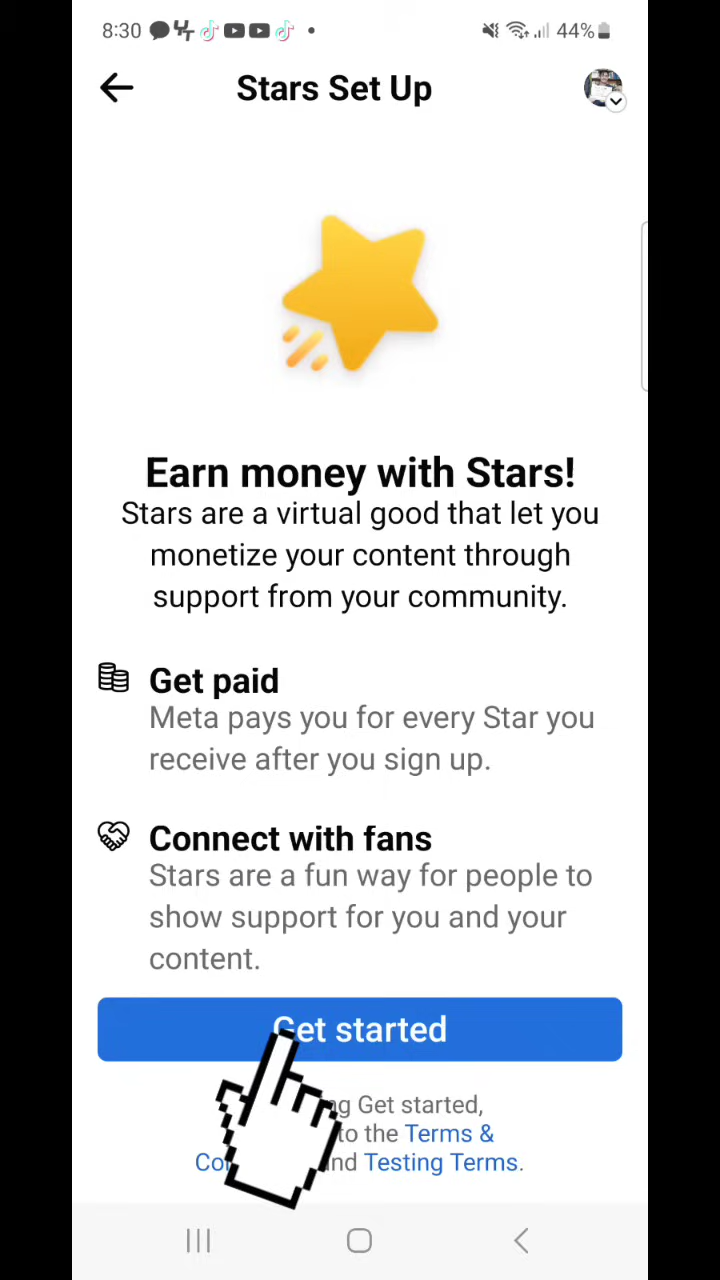 8:30
44%
Stars Set Up
Earn money with Stars!
Stars are a virtual good that let you
monetize your content through
support from your community.
Get paid
Meta pays you for every Star you
receive after you sign up.
Connect with fans
Stars are a fun way for people to
show support for you and your
content.
Get started
Get started,
to the Terms &
Testing Terms.